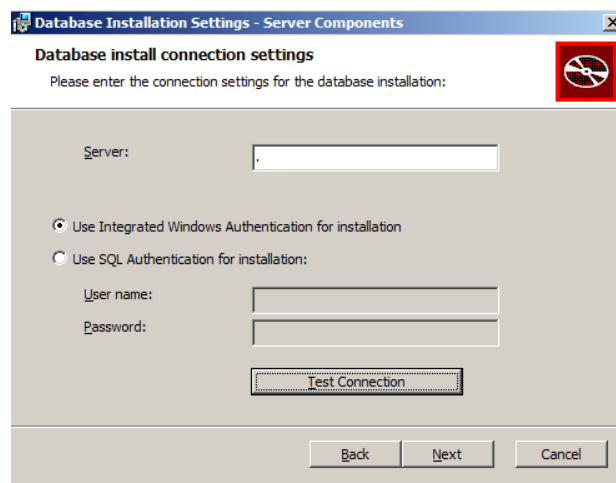 Database Installation Settings - Server Components
Database install connection settings
Please enter the connection settings for the database installation:
Server:
.
Use Integrated Windows Authentication for installation
Use SQL Authentication for installation:
User name:
Password:
Test Connection
Back Next Cancel